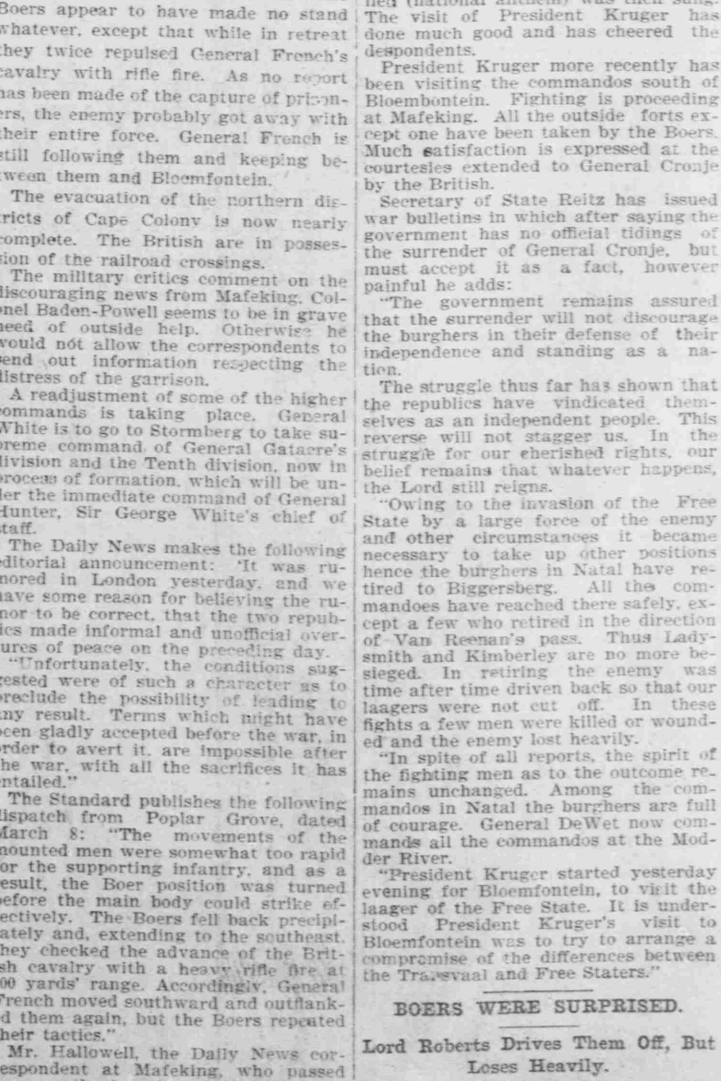 Boers appear to have made no stand
whatever, except that while in retreat
they twice repulsed General French's
cavalry with rifle fire. As no report
has been made of the capture of prison-
ers, the enemy probably got away with
their entire force. General French is
still following them and keeping be-
tween them and Bloemfontein.
The evacuation of the northern dis-
tricts of Cape Colony is now nearly
complete. The British are in posses-
sion of the railroad crossings.
The military critics comment on the
discouraging news from Mafeking. Col-
onel Baden-Powell seems to be in grave
need of outside help. Otherwise he
would not allow the correspondents to
send out information respecting the
distress of the garrison.
A readjustment of some of the higher
commands is taking place. General
White is to go to Stormberg to take su-
preme command of General Gatacre's
division and the Tenth division, now in
process of formation, which will be un-
der the immediate command of General
Hunter, Sir George White's chief of
staff.
The Daily News makes the following
editorial announcement: 'It was ru-
mored in London yesterday, and we
have some reason for believing the ru-
mor to be correct, that the two repub-
lics made informal and unofficial over-
tures of peace on the preceding day.
"Unfortunately, the conditions sug-
gested were of such a character as to
preclude the possibility of leading to
any result. Terms which might have
been gladly accepted before the war, in
order to avert it, are impossible after
the war, with all the sacrifices it has
entailed."
The Standard publishes the following
dispatch from Poplar Grove, dated
March 8: "The movements of the
mounted men were somewhat too rapid
for the supporting infantry, and as a
result, the Boer position was turned
before the main body could strike ef-
fectively. The Boers fell back precipi-
tately and, extending to the southeast,
they checked the advance of the Brit-
ish cavalry with a heavy rifle fire at
00 yards' range. Accordingly, General
French moved southward and outflank-
ed them again, but the Boers repeated
their tactics."
Mr. Hallowell, the Daily News cor-
respondent at Mafeking, who passed
(national anthem) was then sung.
The visit of President Kruger has
done much good and has cheered the
despondents.
President Kruger more recently has
been visiting the commandos south of
Bloembontein. Fighting is proceeding
at Mafeking. All the outside forts ex-
cept one have been taken by the Boers.
Much satisfaction is expressed at the
courtesies extended to General Cronje
by the British.
Secretary of State Reitz has issued
war bulletins in which after saying the
government has no official tidings of
the surrender of General Cronje, but
must accept it as a fact, however
painful he adds:
"The government remains assured
that the surrender will not discourage
the burghers in their defense of their
independence and standing as a na-
tion.
The struggle thus far has shown that
the republics have vindicated them-
selves as an independent people. This
reverse will not stagger us. In the
struggle for our cherished rights, our
belief remains that whatever happens,
the Lord still reigns.
"Owing to the invasion of the Free
State by a large force of the enemy
and other circumstances it became
necessary to take up other positions
hence the burghers in Natal have re-
tired to Biggersberg. All the com-
mandoes have reached there safely, ex-
cept a few who retired in the direction
of Van Reenan's pass. Thus Lady-
smith and Kimberley are no more be-
sieged. In retiring the enemy was
time after time driven back so that our
laagers were not cut off. In these
fights a few men were killed or wound-
ed and the enemy lost heavily.
"In spite of all reports, the spirit of
the fighting men as to the outcome re-
mains unchanged. Among the com-
mandos in Natal the burghers are full
of courage. General DeWet now com-
mands all the commandos at the Mod-
der River.
"President Kruger started yesterday
evening for Bloemfontein, to visit the
laager of the Free State. It is under-
stood President Kruger's visit to
Bloemfontein was to try to arrange a
compromise of the differences between
the Transvaal and Free Staters."
BOERS WERE SURPRISED.
Lord Roberts Drives Them Off, But
Loses Heavily.